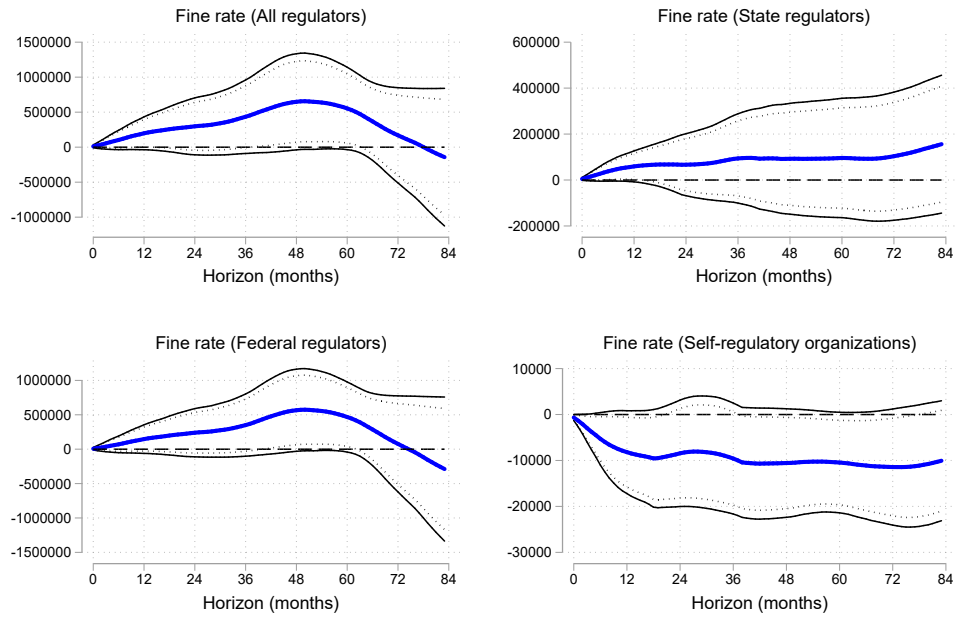 Fine rate (All regulators)
1500000
1000000
500000
0
-500000
-1000000
0 12 24 36 48 60 72 84
Horizon (months)
Fine rate (State regulators)
600000
400000
200000
0
-200000
0 12 24 36 48 60 72 84
Horizon (months)
Fine rate (Federal regulators)
1000000
500000
0
-500000
-1000000
-1500000
0 12 24 36 48 60 72 84
Horizon (months)
Fine rate (Self-regulatory organizations)
10000
0
-10000
-20000
-30000
0 12 24 36 48 60 72 84
Horizon (months)